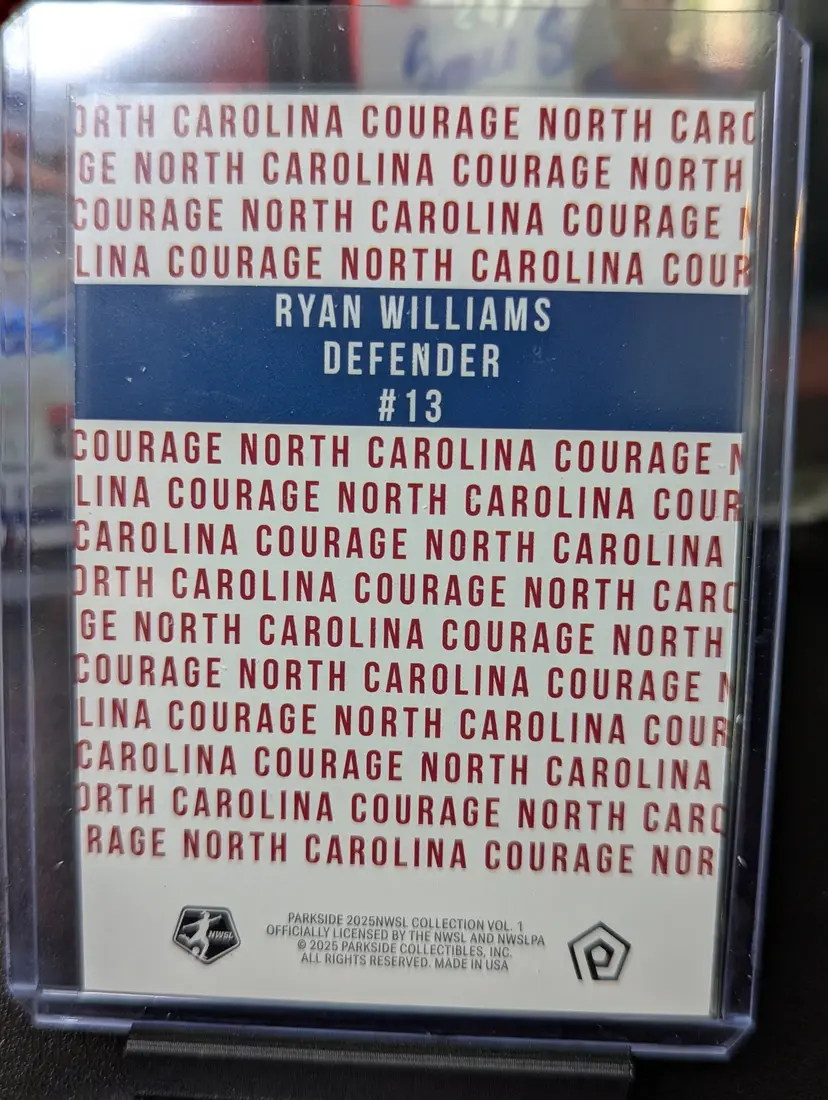 ORTH CAROLINA COURAGE NORTH CARO
GE NORTH CAROLINA COURAGE NORTH
COURAGE NORTH CAROLINA COURAGE N
LINA COURAGE NORTH CAROLINA COUR
RYAN WILLIAMS
DEFENDER
#13
COURAGE NORTH CAROLINA COURAGE N
LINA COURAGE NORTH CAROLINA COUR
CAROLINA COURAGE NORTH CAROLINA
ORTH CAROLINA COURAGE NORTH CARO
GE NORTH CAROLINA COURAGE NORTH
COURAGE NORTH CAROLINA COURAGE N
LINA COURAGE NORTH CAROLINA COUR
CAROLINA COURAGE NORTH CAROLINA
ORTH CAROLINA COURAGE NORTH CARO
RAGE NORTH CAROLINA COURAGE NOR
NWSL
PARKSIDE 2025NWSL COLLECTION VOL. 1
OFFICIALLY LICENSED BY THE NWSL AND NWSLPA
© 2025 PARKSIDE COLLECTIBLES, INC.
ALL RIGHTS RESERVED. MADE IN USA